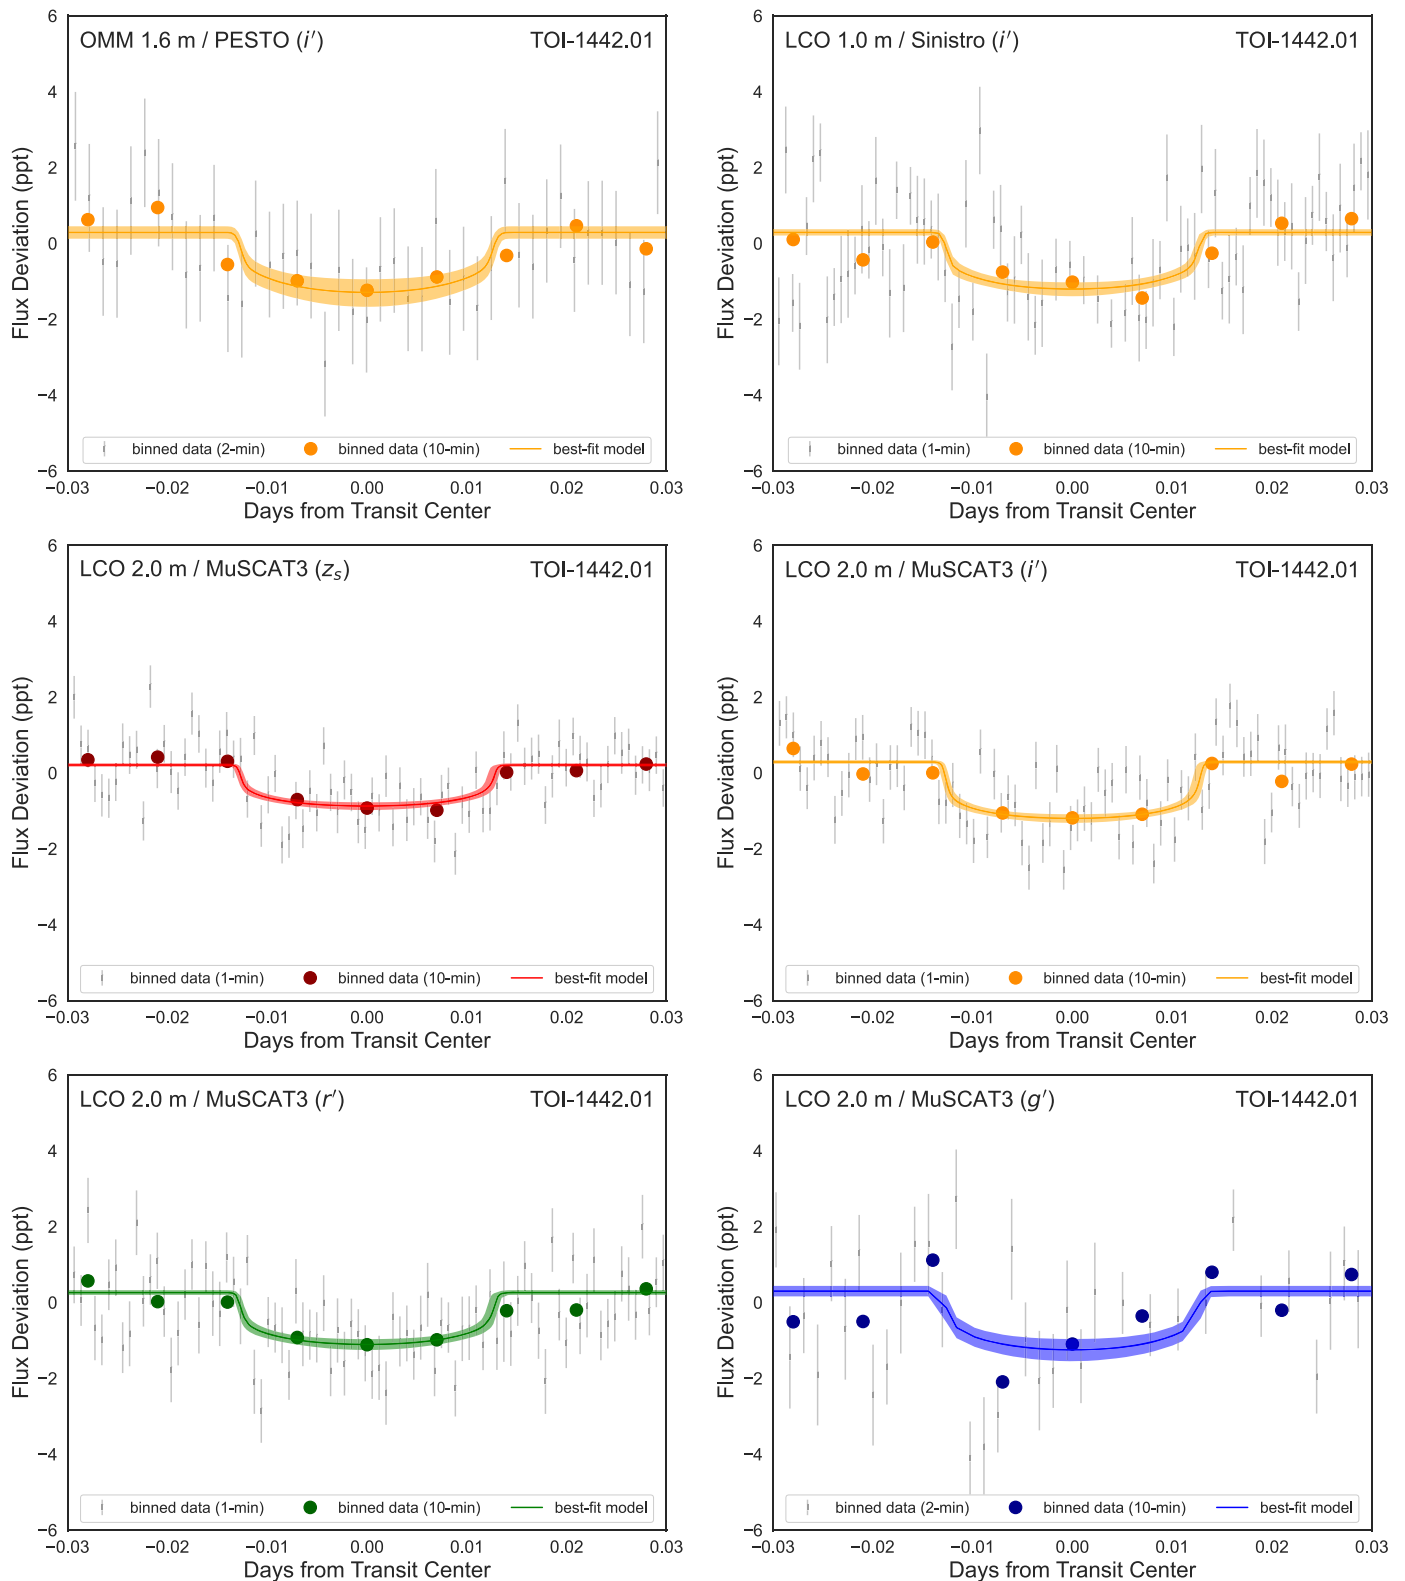 OMM 1.6 m / PESTO (i′) TOI-1442.01
Flux Deviation (ppt)
6
4
2
0
−2
−4
−6
binned data (2-min) binned data (10-min) best-fit model
−0.03 −0.02 −0.01 0.00 0.01 0.02 0.03
Days from Transit Center
LCO 1.0 m / Sinistro (i′) TOI-1442.01
Flux Deviation (ppt)
6
4
2
0
−2
−4
−6
binned data (1-min) binned data (10-min) best-fit model
−0.03 −0.02 −0.01 0.00 0.01 0.02 0.03
Days from Transit Center
LCO 2.0 m / MuSCAT3 (zs) TOI-1442.01
Flux Deviation (ppt)
6
4
2
0
−2
−4
−6
binned data (1-min) binned data (10-min) best-fit model
−0.03 −0.02 −0.01 0.00 0.01 0.02 0.03
Days from Transit Center
LCO 2.0 m / MuSCAT3 (i′) TOI-1442.01
Flux Deviation (ppt)
6
4
2
0
−2
−4
−6
binned data (1-min) binned data (10-min) best-fit model
−0.03 −0.02 −0.01 0.00 0.01 0.02 0.03
Days from Transit Center
LCO 2.0 m / MuSCAT3 (r′) TOI-1442.01
Flux Deviation (ppt)
6
4
2
0
−2
−4
−6
binned data (1-min) binned data (10-min) best-fit model
−0.03 −0.02 −0.01 0.00 0.01 0.02 0.03
Days from Transit Center
LCO 2.0 m / MuSCAT3 (g′) TOI-1442.01
Flux Deviation (ppt)
6
4
2
0
−2
−4
−6
binned data (2-min) binned data (10-min) best-fit model
−0.03 −0.02 −0.01 0.00 0.01 0.02 0.03
Days from Transit Center